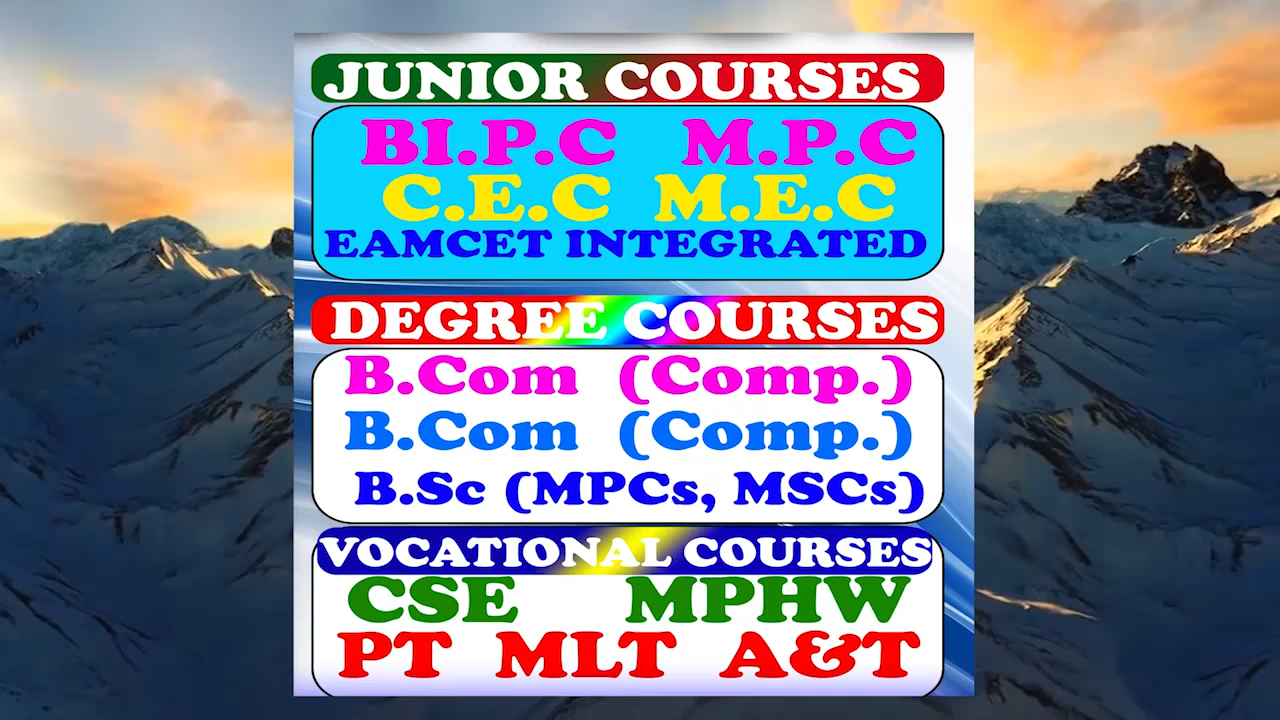 JUNIOR COURSES
BI.P.C M.P.C
C.E.C M.E.C
EAMCET INTEGRATED
DEGREE COURSES
B.Com (Comp.)
B.Com (Comp.)
B.Sc (MPCs, MSCs)
VOCATIONAL COURSES
CSE MPHW
PT MLT A&T